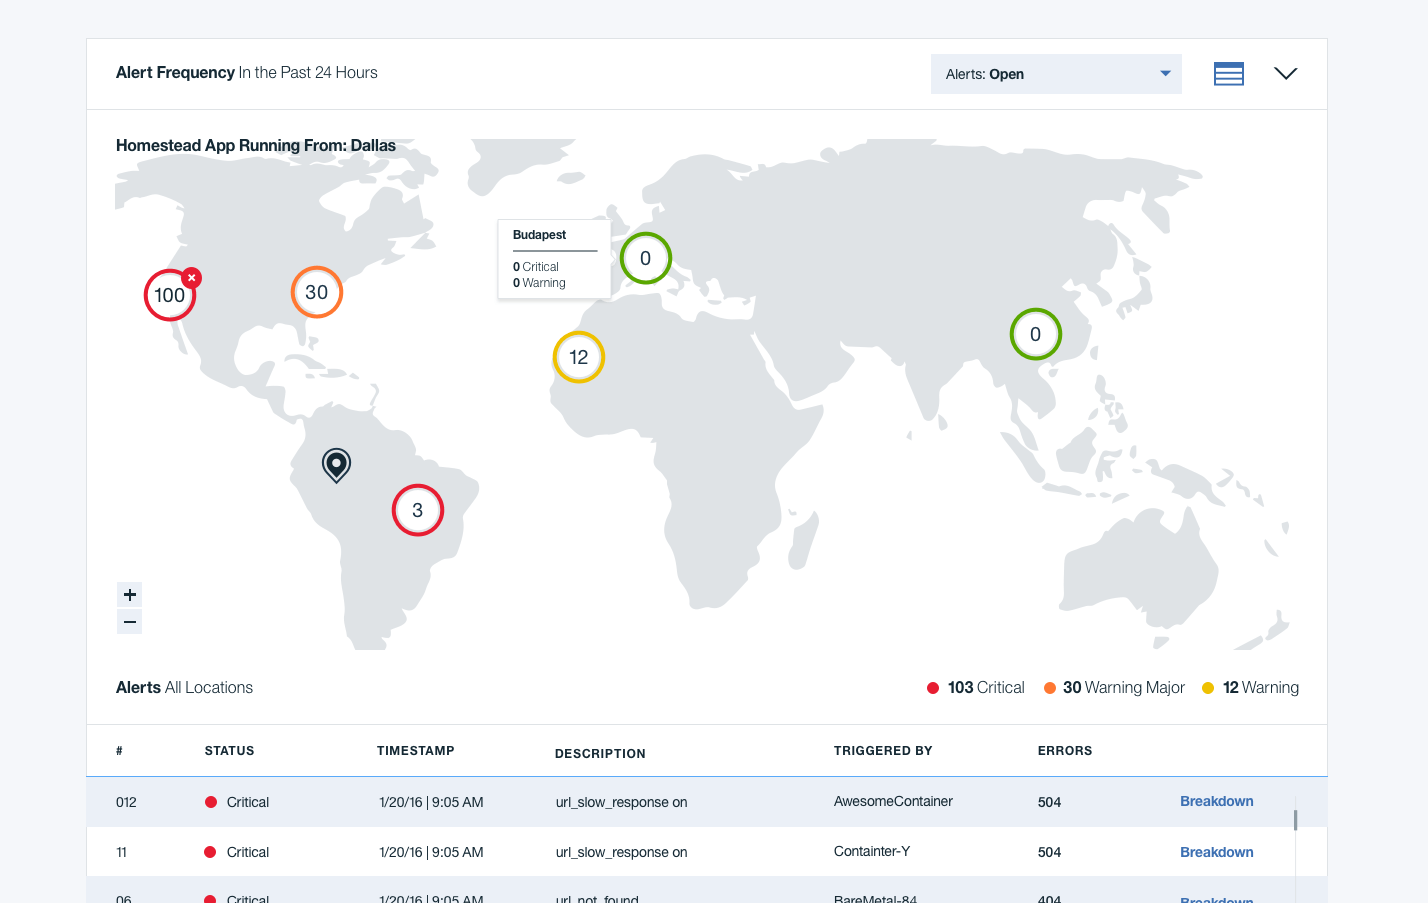 Alert Frequency In the Past 24 Hours
Alerts: Open
Homestead App Running From: Dallas
Budapest
0 Critical
0 Warning
0
100
30
0
12
3
+
−
Alerts All Locations
103 Critical
30 Warning Major
12 Warning
# STATUS TIMESTAMP DESCRIPTION TRIGGERED BY ERRORS
012 Critical 1/20/16 | 9:05 AM url_slow_response on AwesomeContainer 504 Breakdown
11 Critical 1/20/16 | 9:05 AM url_slow_response on Containter-Y 504 Breakdown
06 Critical 1/20/16 | 9:05 AM url_not_found BareMetal-84 404 Breakdown